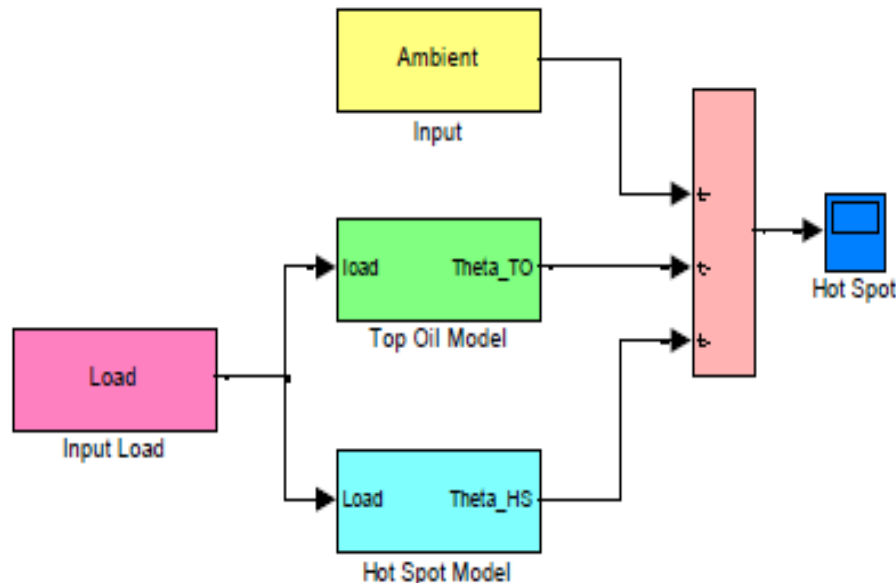 Ambient
Input
load Theta_TO
Top Oil Model
Load
Input Load
Load Theta_HS
Hot Spot Model
Hot Spot